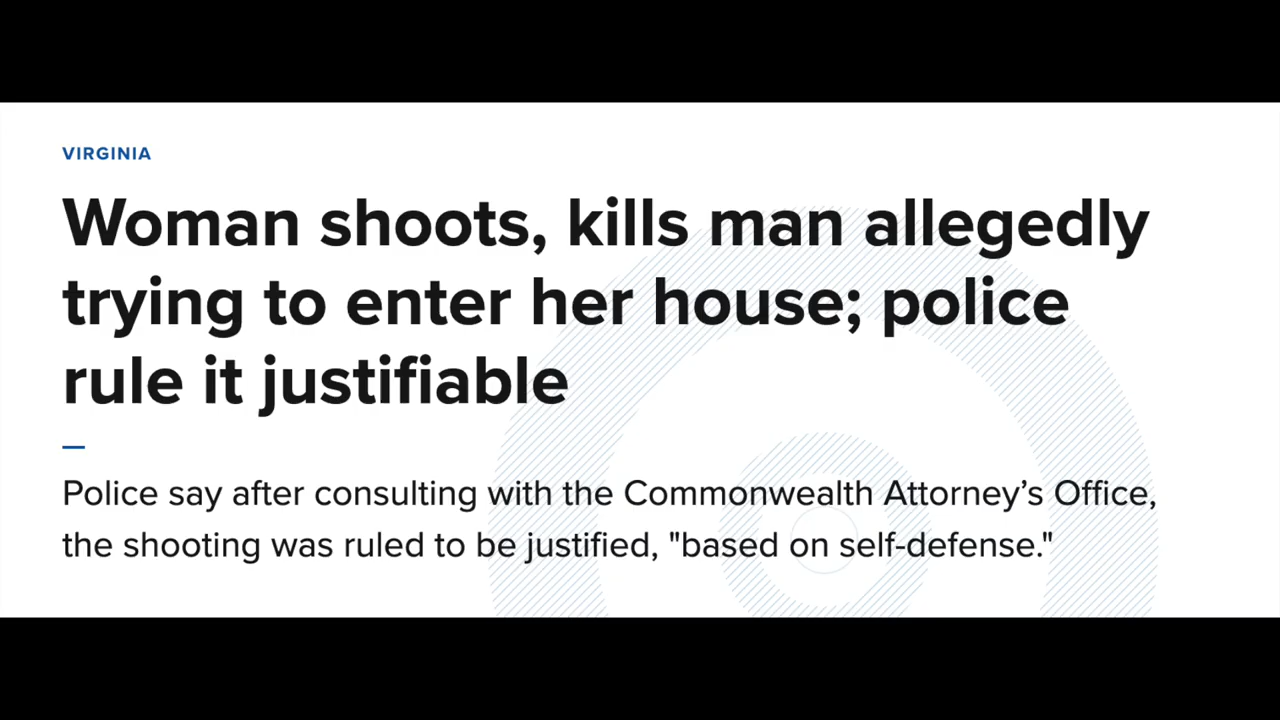 VIRGINIA
Woman shoots, kills man allegedly
trying to enter her house; police
rule it justifiable
Police say after consulting with the Commonwealth Attorney’s Office,
the shooting was ruled to be justified, "based on self-defense."